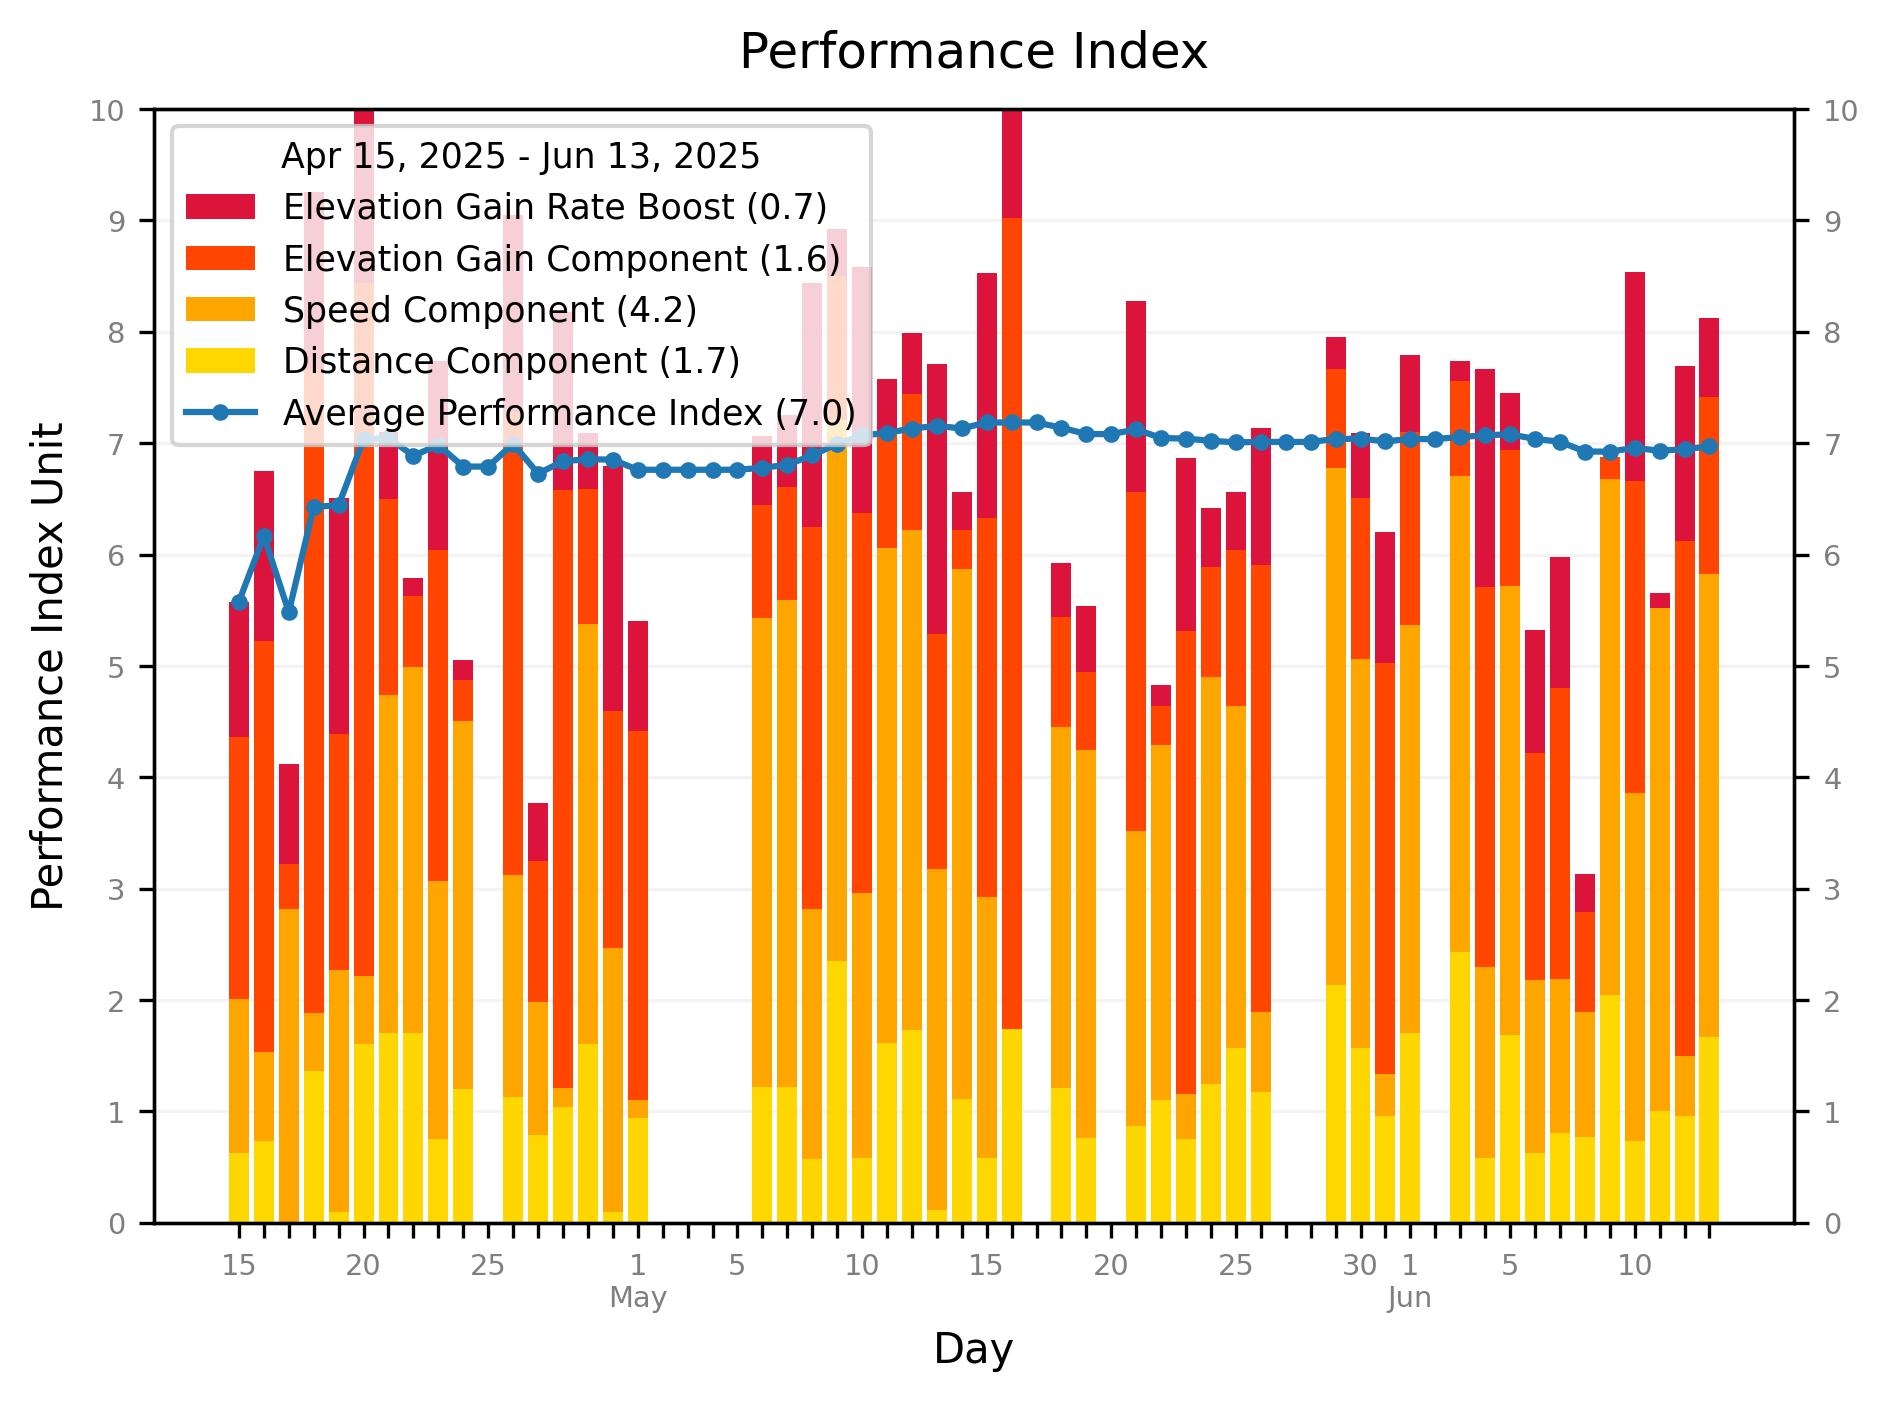 Performance Index
Apr 15, 2025 - Jun 13, 2025
Elevation Gain Rate Boost (0.7)
Elevation Gain Component (1.6)
Speed Component (4.2)
Distance Component (1.7)
Average Performance Index (7.0)
Performance Index Unit
10 10
9 9
8 8
7 7
6 6
5 5
4 4
3 3
2 2
1 1
0 0
15 20 25 1 5 10 15 20 25 30 1 5 10
May Jun
Day